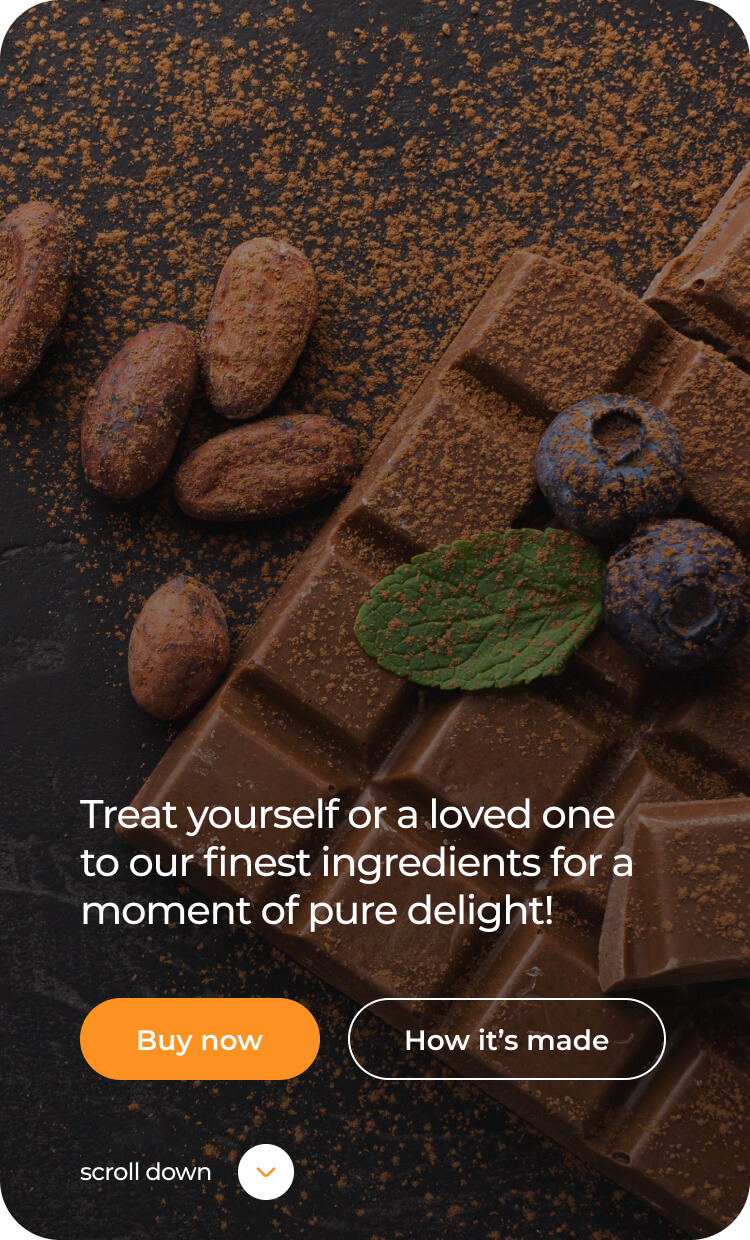 Treat yourself or a loved one
to our finest ingredients for a
moment of pure delight!
Buy now
How it’s made
scroll down